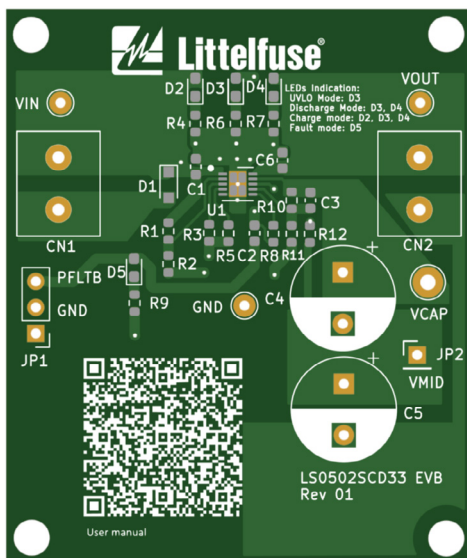 Littelfuse®
D2 D3 D4
LEDs Indication:
UVLO Mode: D3
Discharge Mode: D3, D4
Charge mode: D2, D3, D4
Fault mode: D5
VIN
VOUT
R4 R6 R7
C6
C1
D1
U1
R10
C3
CN1
CN2
R1
R3
R5 C2 R8 R11
R12
R2
D5
PFLTB
GND
R9
GND
C4
VCAP
JP1
JP2
VMID
C5
LS0502SCD33 EVB
Rev 01
User manual